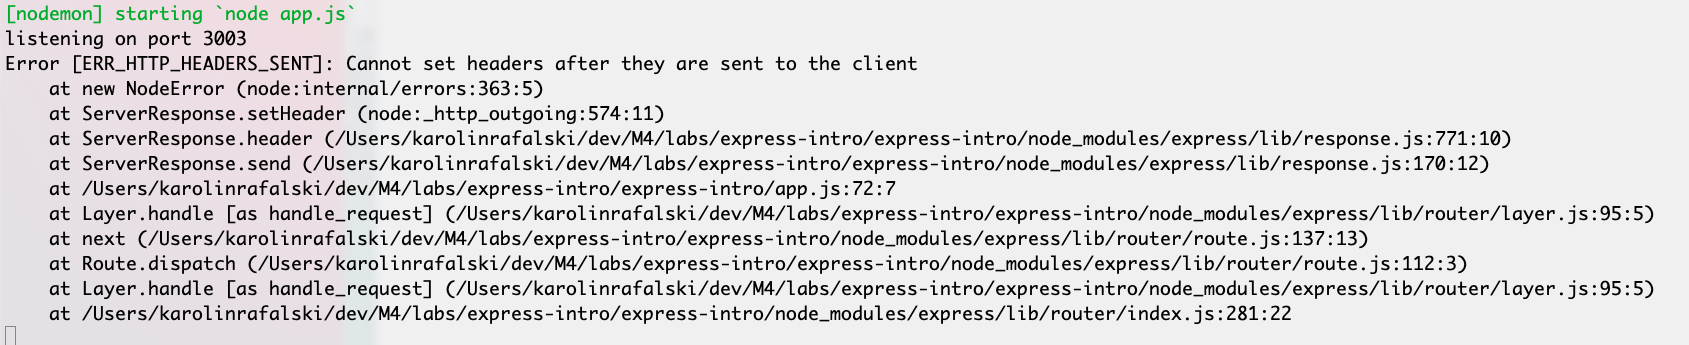 [nodemon] starting `node app.js`
listening on port 3003
Error [ERR_HTTP_HEADERS_SENT]: Cannot set headers after they are sent to the client
    at new NodeError (node:internal/errors:363:5)
    at ServerResponse.setHeader (node:_http_outgoing:574:11)
    at ServerResponse.header (/Users/karolinrafalski/dev/M4/labs/express-intro/express-intro/node_modules/express/lib/response.js:771:10)
    at ServerResponse.send (/Users/karolinrafalski/dev/M4/labs/express-intro/express-intro/node_modules/express/lib/response.js:170:12)
    at /Users/karolinrafalski/dev/M4/labs/express-intro/express-intro/app.js:72:7
    at Layer.handle [as handle_request] (/Users/karolinrafalski/dev/M4/labs/express-intro/express-intro/node_modules/express/lib/router/layer.js:95:5)
    at next (/Users/karolinrafalski/dev/M4/labs/express-intro/express-intro/node_modules/express/lib/router/route.js:137:13)
    at Route.dispatch (/Users/karolinrafalski/dev/M4/labs/express-intro/express-intro/node_modules/express/lib/router/route.js:112:3)
    at Layer.handle [as handle_request] (/Users/karolinrafalski/dev/M4/labs/express-intro/express-intro/node_modules/express/lib/router/layer.js:95:5)
    at /Users/karolinrafalski/dev/M4/labs/express-intro/express-intro/node_modules/express/lib/router/index.js:281:22